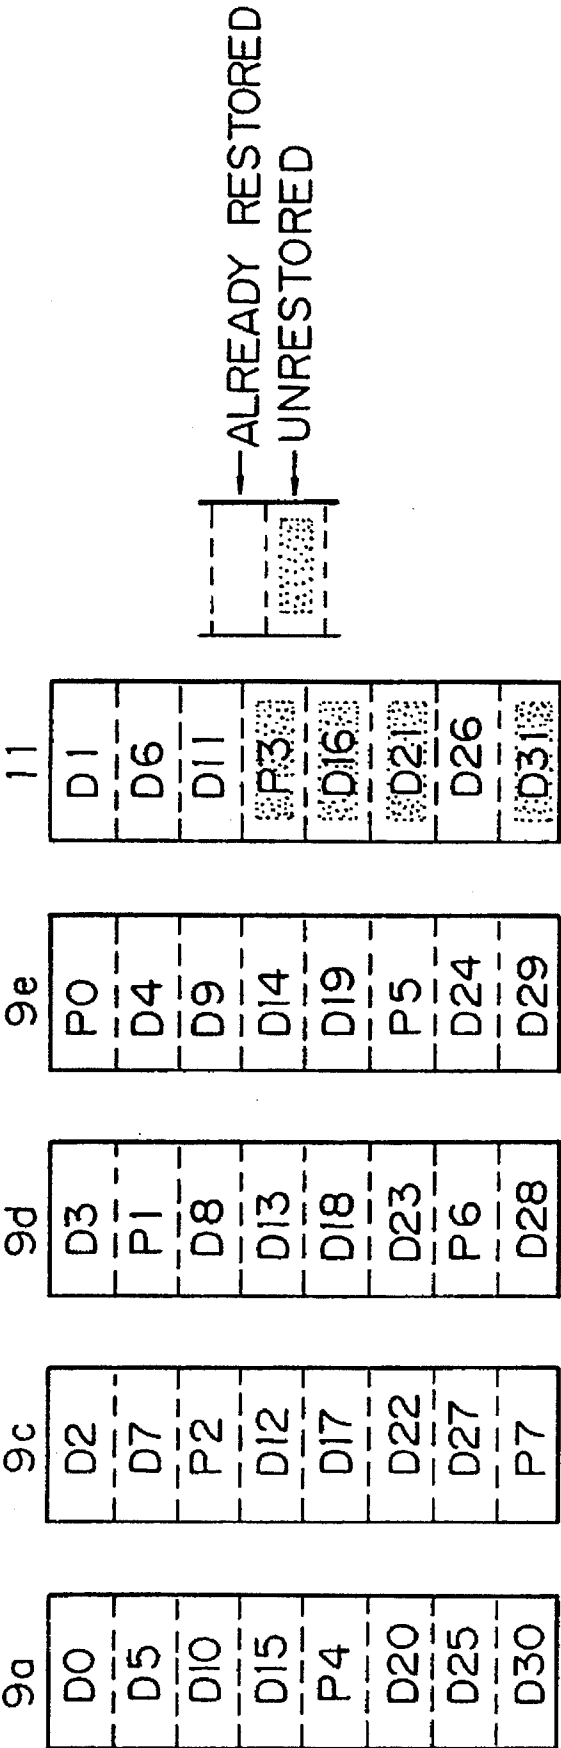 9a 9c 9d 9e 11
D0 D2 D3 P0 D1
D5 D7 P1 D4 D6
D10 P2 D8 D9 D11
D15 D12 D13 D14 P3
P4 D17 D18 D19 D16
D20 D22 D23 P5 D21
D25 D27 P6 D24 D26
D30 P7 D28 D29 D31
ALREADY RESTORED
UNRESTORED